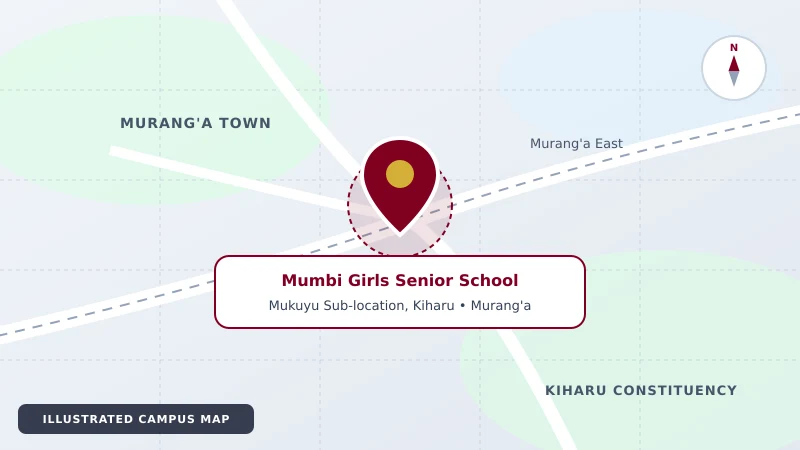 N
MURANG'A TOWN
Murang'a East
Mumbi Girls Senior School
Mukuyu Sub-location, Kiharu • Murang'a
KIHARU CONSTITUENCY
ILLUSTRATED CAMPUS MAP